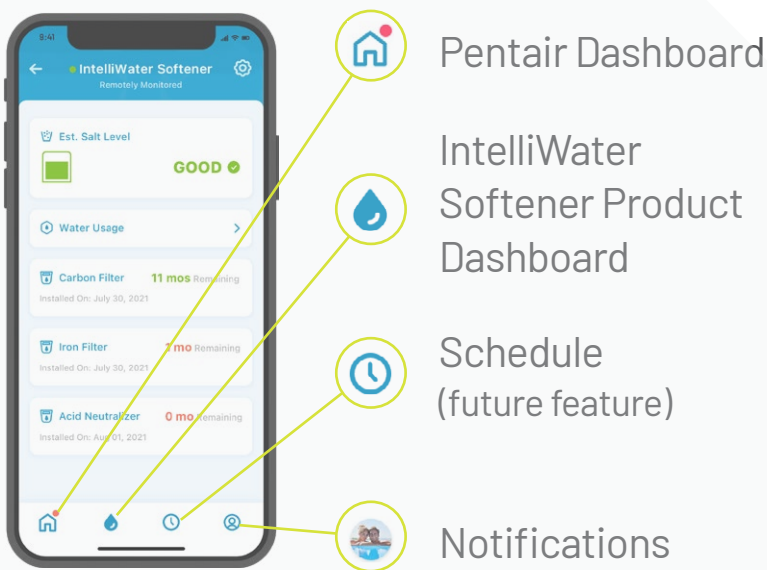 9:41
IntelliWater Softener
Remotely Monitored
Est. Salt Level
GOOD
Water Usage
Carbon Filter 11 mos Remaining
Installed On: July 30, 2021
Iron Filter 1 mo Remaining
Installed On: July 30, 2021
Acid Neutralizer 0 mo Remaining
Installed On: Aug 01, 2021
Pentair Dashboard
IntelliWater
Softener Product
Dashboard
Schedule
(future feature)
Notifications